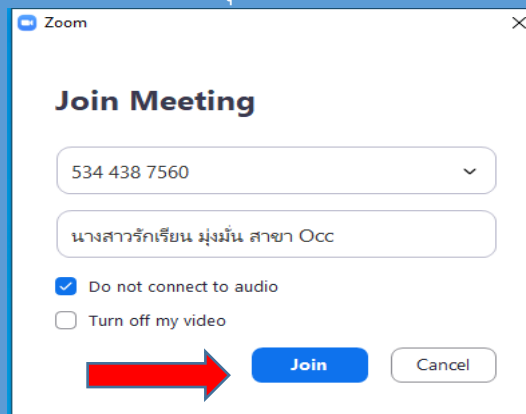 Zoom
Join Meeting
534 438 7560
นางสาวรักเรียน มุ่งมั่น สาขา Occ
Do not connect to audio
Turn off my video
Join Cancel